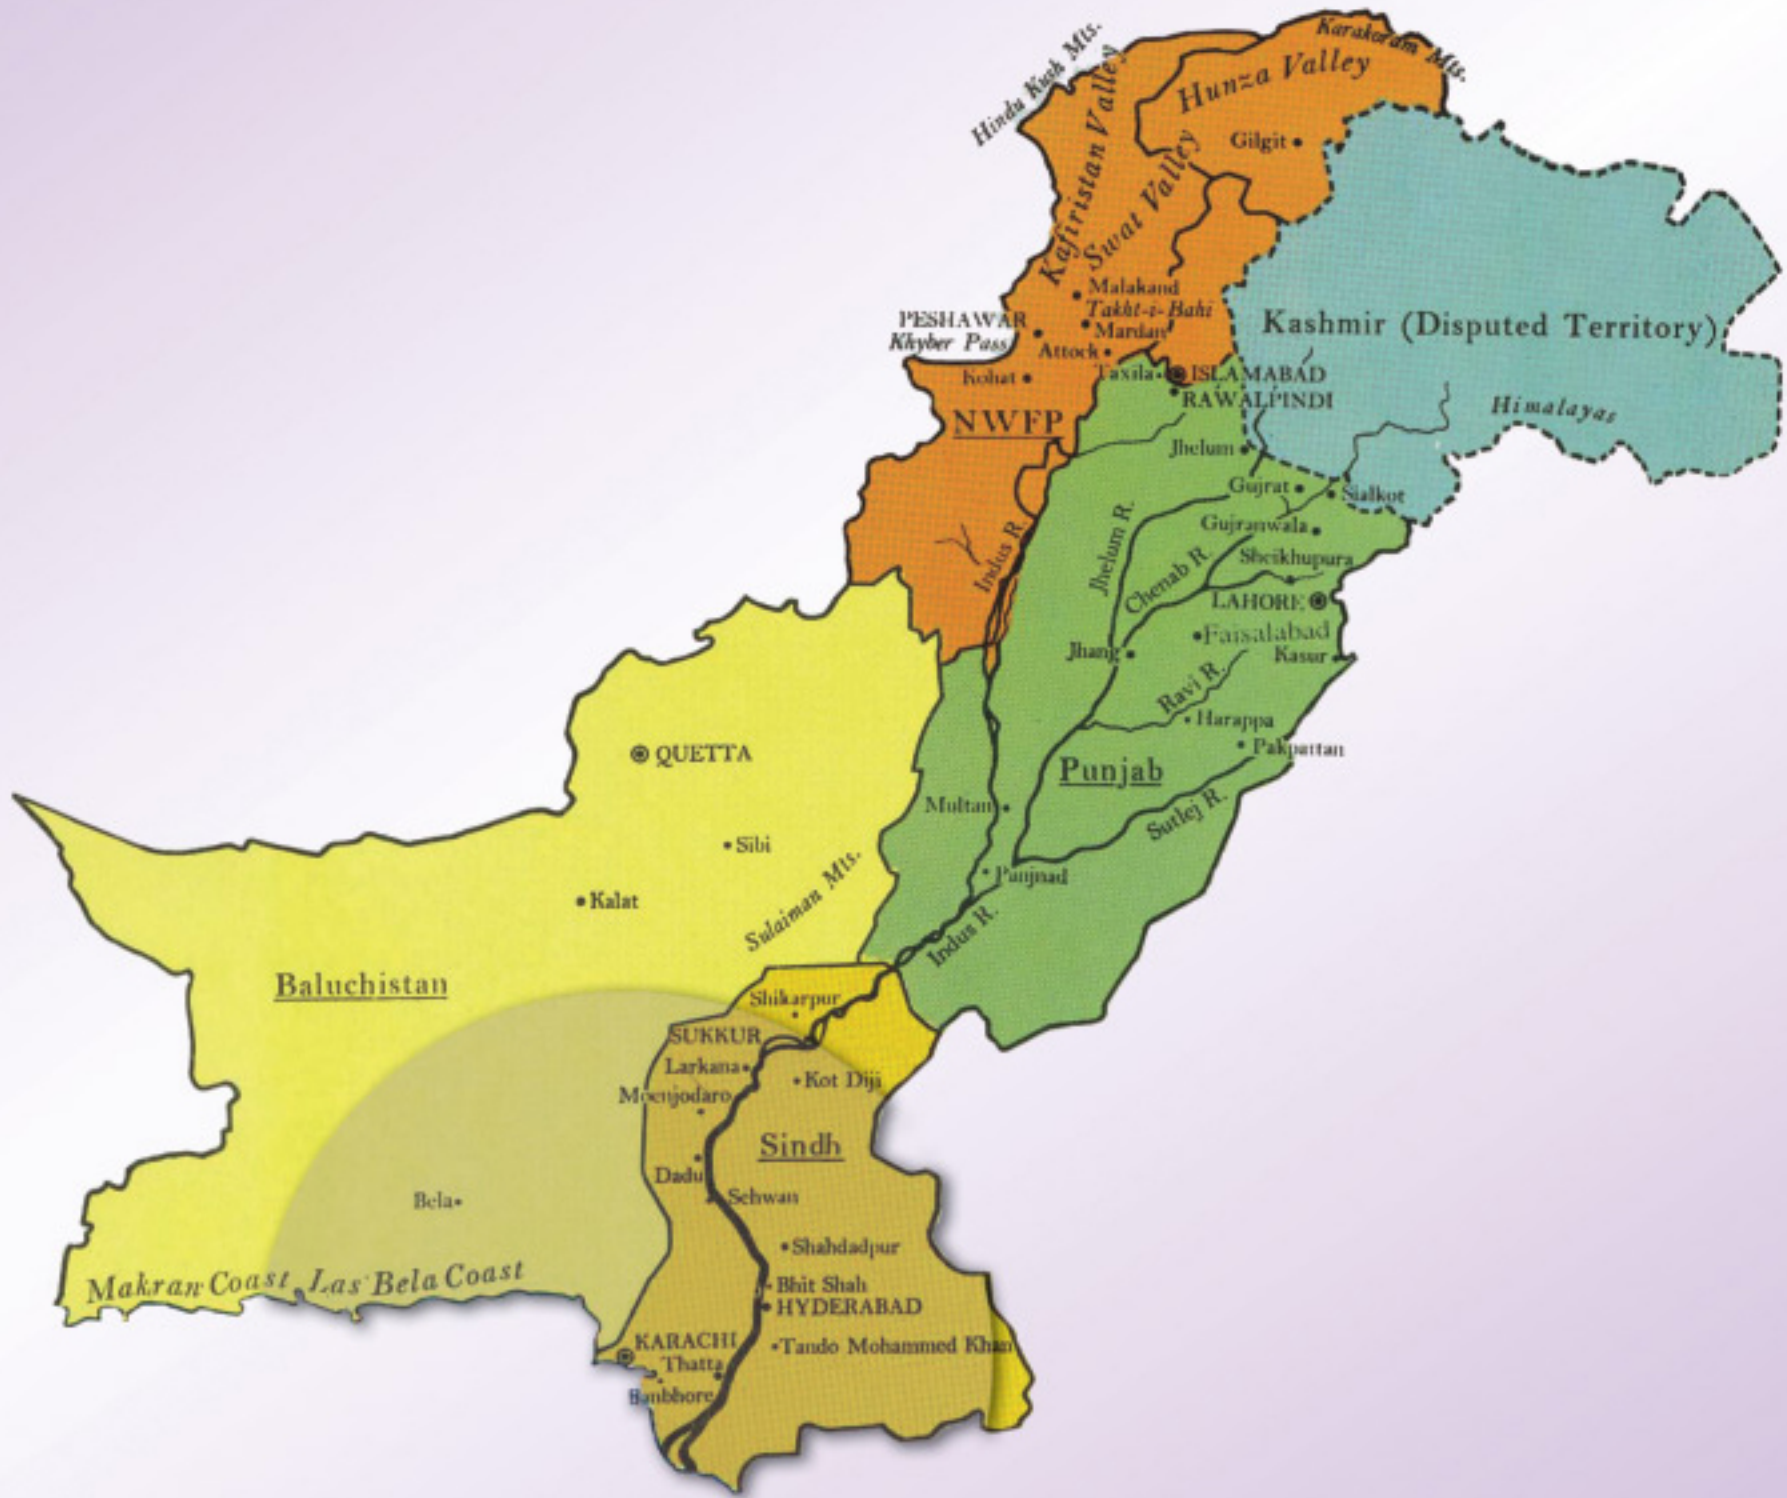 Karakoram Mts.
Hindu Kush Mts.
Hunza Valley
Kafiristan Valley
Gilgit
Swat Valley
Malakand
Takht-i-Bahi
PESHAWAR
Mardan
Khyber Pass
Kashmir (Disputed Territory)
Attock
Taxila
ISLAMABAD
Kohat
RAWALPINDI
Himalayas
NWFP
Jhelum
Gujrat
Sialkot
Jhelum R.
Gujranwala
Indus R.
Sheikhupura
Chenab R.
LAHORE
Faisalabad
Jhang
Kasur
Ravi R.
Harappa
QUETTA
Pakpattan
Punjab
Multan
Sutlej R.
Sibi
Panjnad
Kalat
Sulaiman Mts.
Indus R.
Baluchistan
Shikarpur
SUKKUR
Larkana
Kot Diji
Moenjodaro
Sindh
Dadu
Sehwan
Bela
Shahdadpur
Makran Coast
Las Bela Coast
Bhit Shah
HYDERABAD
KARACHI
Tando Mohammed Khan
Thatta
Banbhore